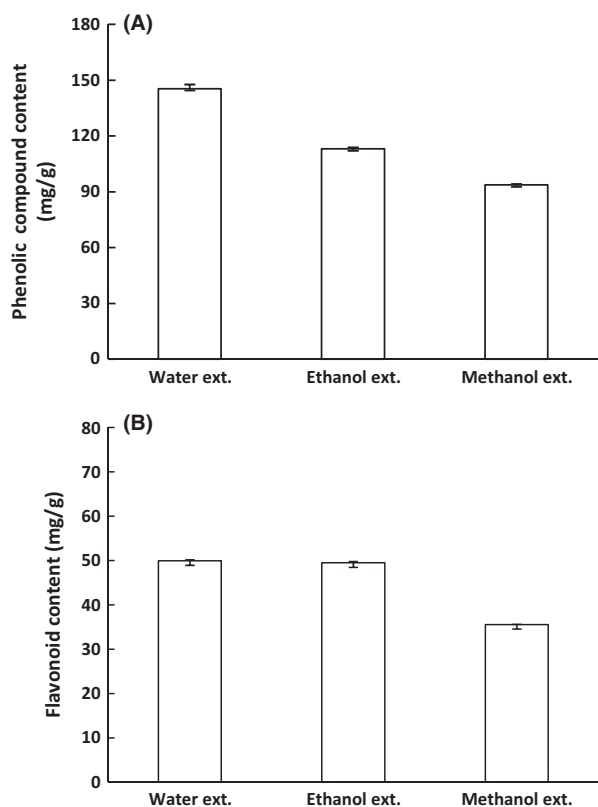 (A)
180
150
120
90
60
30
0
Phenolic compound content
(mg/g)
Water ext. Ethanol ext. Methanol ext.
(B)
80
70
60
50
40
30
20
10
0
Flavonoid content (mg/g)
Water ext. Ethanol ext. Methanol ext.